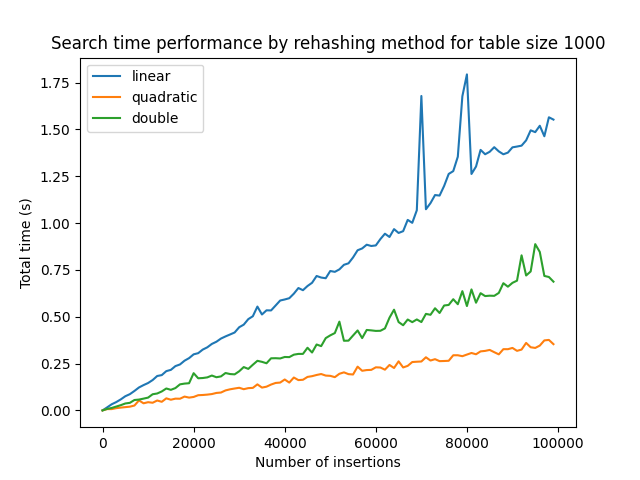 Search time performance by rehashing method for table size 1000
linear
quadratic
double
1.75
1.50
1.25
1.00
0.75
0.50
0.25
0.00
Total time (s)
0 20000 40000 60000 80000 100000
Number of insertions